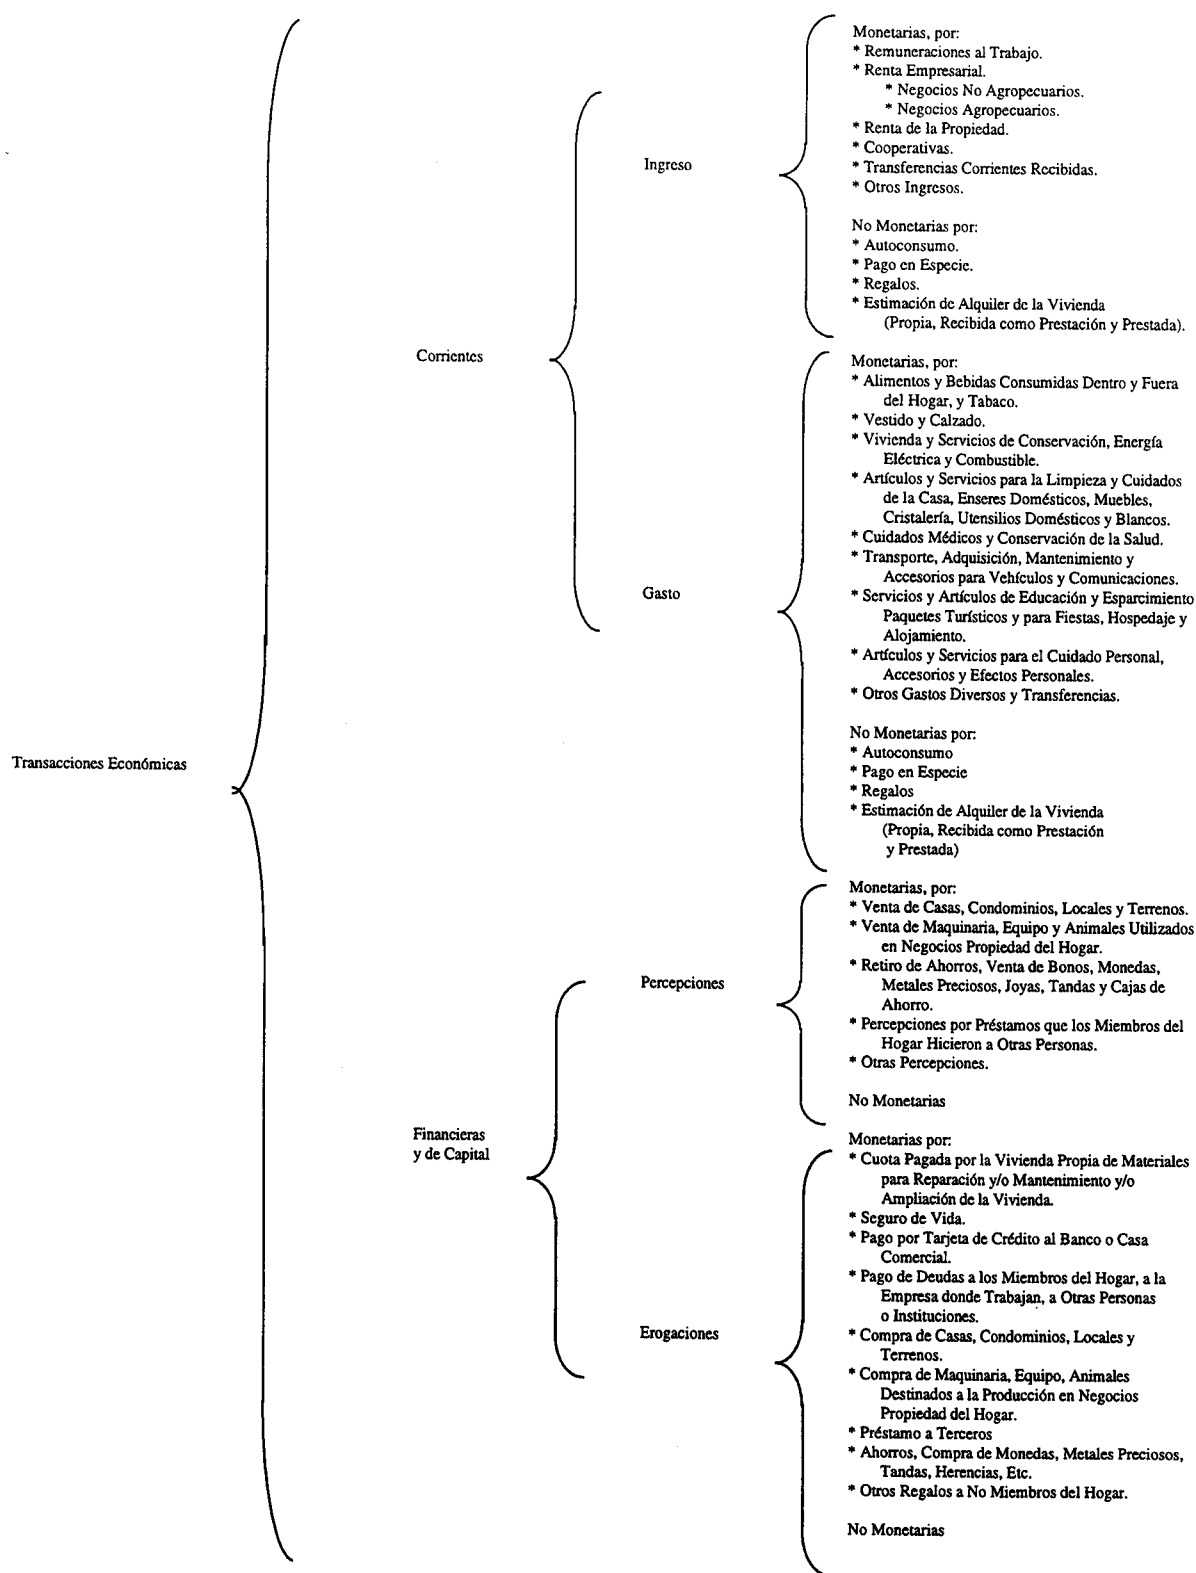 Transacciones Económicas
Corrientes
Ingreso
Monetarias, por:
* Remuneraciones al Trabajo.
* Renta Empresarial.
* Negocios No Agropecuarios.
* Negocios Agropecuarios.
* Renta de la Propiedad.
* Cooperativas.
* Transferencias Corrientes Recibidas.
* Otros Ingresos.
No Monetarias por:
* Autoconsumo.
* Pago en Especie.
* Regalos.
* Estimación de Alquiler de la Vivienda
(Propia, Recibida como Prestación y Prestada).
Gasto
Monetarias, por:
* Alimentos y Bebidas Consumidas Dentro y Fuera
del Hogar, y Tabaco.
* Vestido y Calzado.
* Vivienda y Servicios de Conservación, Energía
Eléctrica y Combustible.
* Artículos y Servicios para la Limpieza y Cuidados
de la Casa, Enseres Domésticos, Muebles,
Cristalería, Utensilios Domésticos y Blancos.
* Cuidados Médicos y Conservación de la Salud.
* Transporte, Adquisición, Mantenimiento y
Accesorios para Vehículos y Comunicaciones.
* Servicios y Artículos de Educación y Esparcimiento
Paquetes Turísticos y para Fiestas, Hospedaje y
Alojamiento.
* Artículos y Servicios para el Cuidado Personal,
Accesorios y Efectos Personales.
* Otros Gastos Diversos y Transferencias.
No Monetarias por:
* Autoconsumo
* Pago en Especie
* Regalos
* Estimación de Alquiler de la Vivienda
(Propia, Recibida como Prestación
y Prestada)
Financieras
y de Capital
Percepciones
Monetarias, por:
* Venta de Casas, Condominios, Locales y Terrenos.
* Venta de Maquinaria, Equipo y Animales Utilizados
en Negocios Propiedad del Hogar.
* Retiro de Ahorros, Venta de Bonos, Monedas,
Metales Preciosos, Joyas, Tandas y Cajas de
Ahorro.
* Percepciones por Préstamos que los Miembros del
Hogar Hicieron a Otras Personas.
* Otras Percepciones.
No Monetarias
Erogaciones
Monetarias por:
* Cuota Pagada por la Vivienda Propia de Materiales
para Reparación y/o Mantenimiento y/o
Ampliación de la Vivienda.
* Seguro de Vida.
* Pago por Tarjeta de Crédito al Banco o Casa
Comercial.
* Pago de Deudas a los Miembros del Hogar, a la
Empresa donde Trabajan, a Otras Personas
o Instituciones.
* Compra de Casas, Condominios, Locales y
Terrenos.
* Compra de Maquinaria, Equipo, Animales
Destinados a la Producción en Negocios
Propiedad del Hogar.
* Préstamo a Terceros
* Ahorros, Compra de Monedas, Metales Preciosos,
Tandas, Herencias, Etc.
* Otros Regalos a No Miembros del Hogar.
No Monetarias